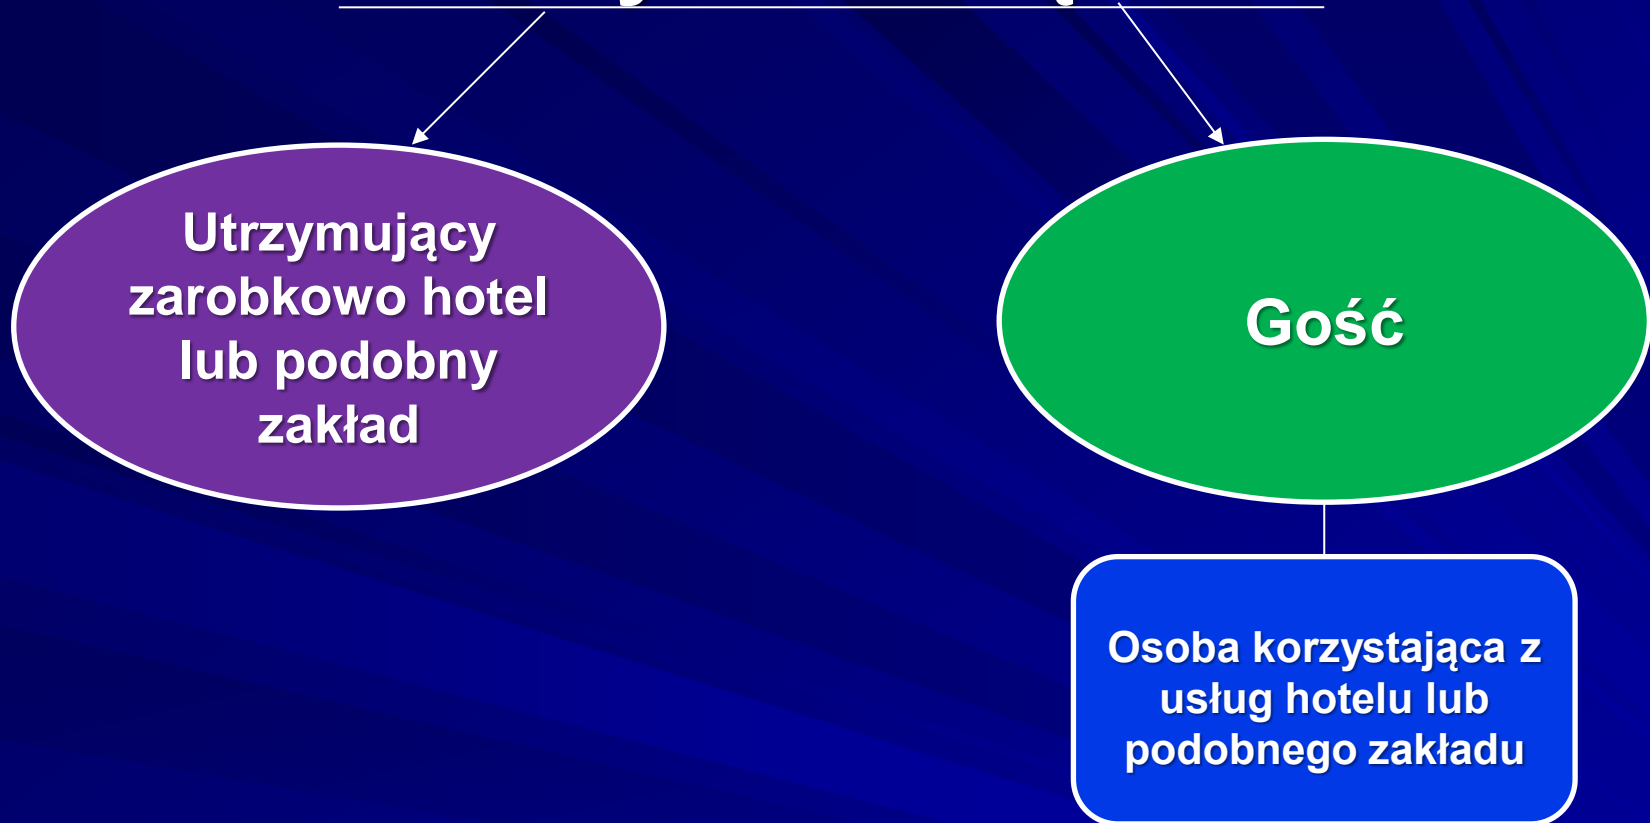 Utrzymujący
zarobkowo hotel
lub podobny
zakład
Gość
Osoba korzystająca z
usług hotelu lub
podobnego zakładu